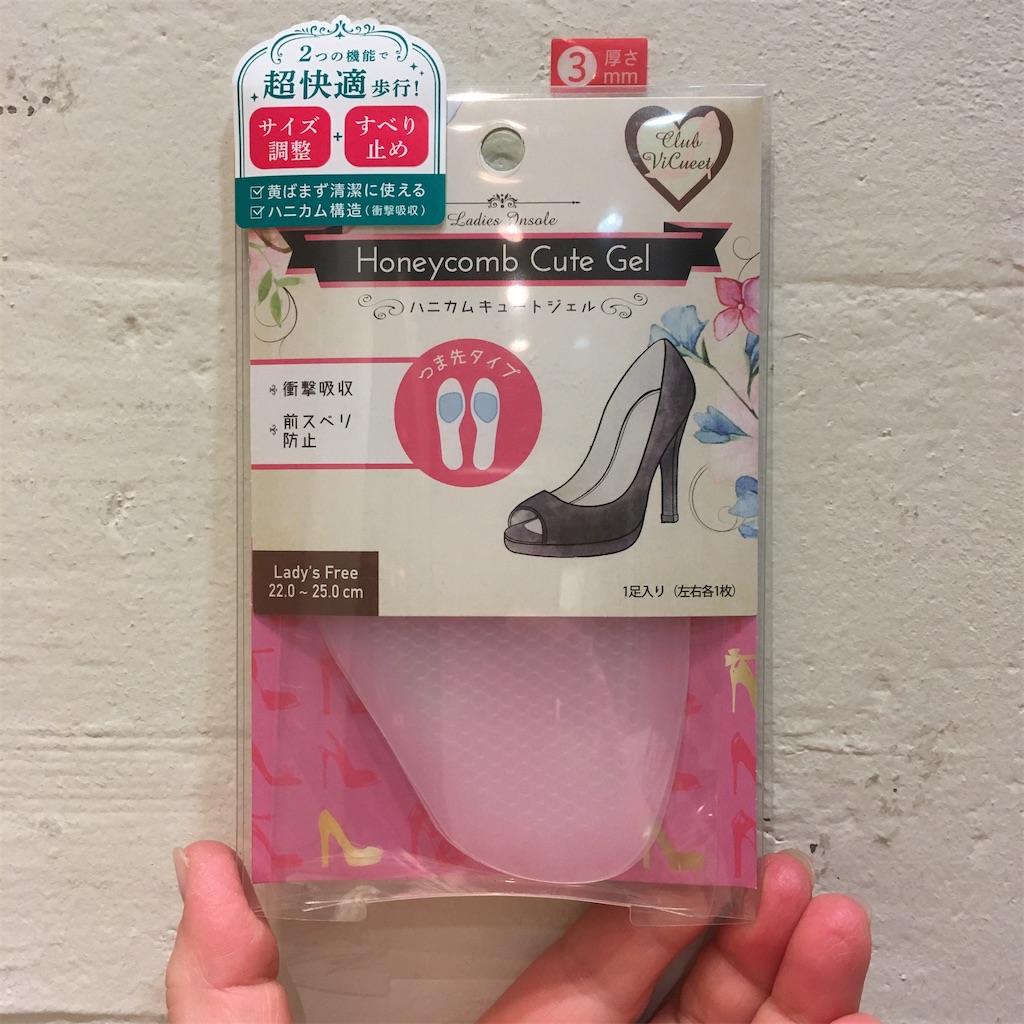 2つの機能で
超快適歩行!
サイズ
調整
+
すべり
止め
黄ばまず清潔に使える
ハニカム構造(衝撃吸収)
3
厚さ
mm
Club
ViCueet
Ladies Insole
Honeycomb Cute Gel
ハニカムキュートジェル
つま先タイプ
衝撃吸収
前スベリ
防止
Lady's Free
22.0 ~ 25.0 cm
1足入り(左右各1枚)